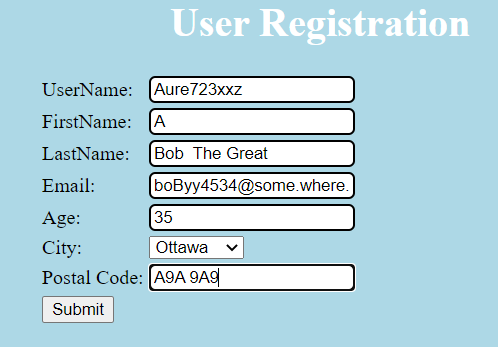 User Registration
UserName: Aure723xxz
FirstName: A
LastName: Bob  The Great
Email: boByy4534@some.where.
Age: 35
City: Ottawa
Postal Code: A9A 9A9
Submit